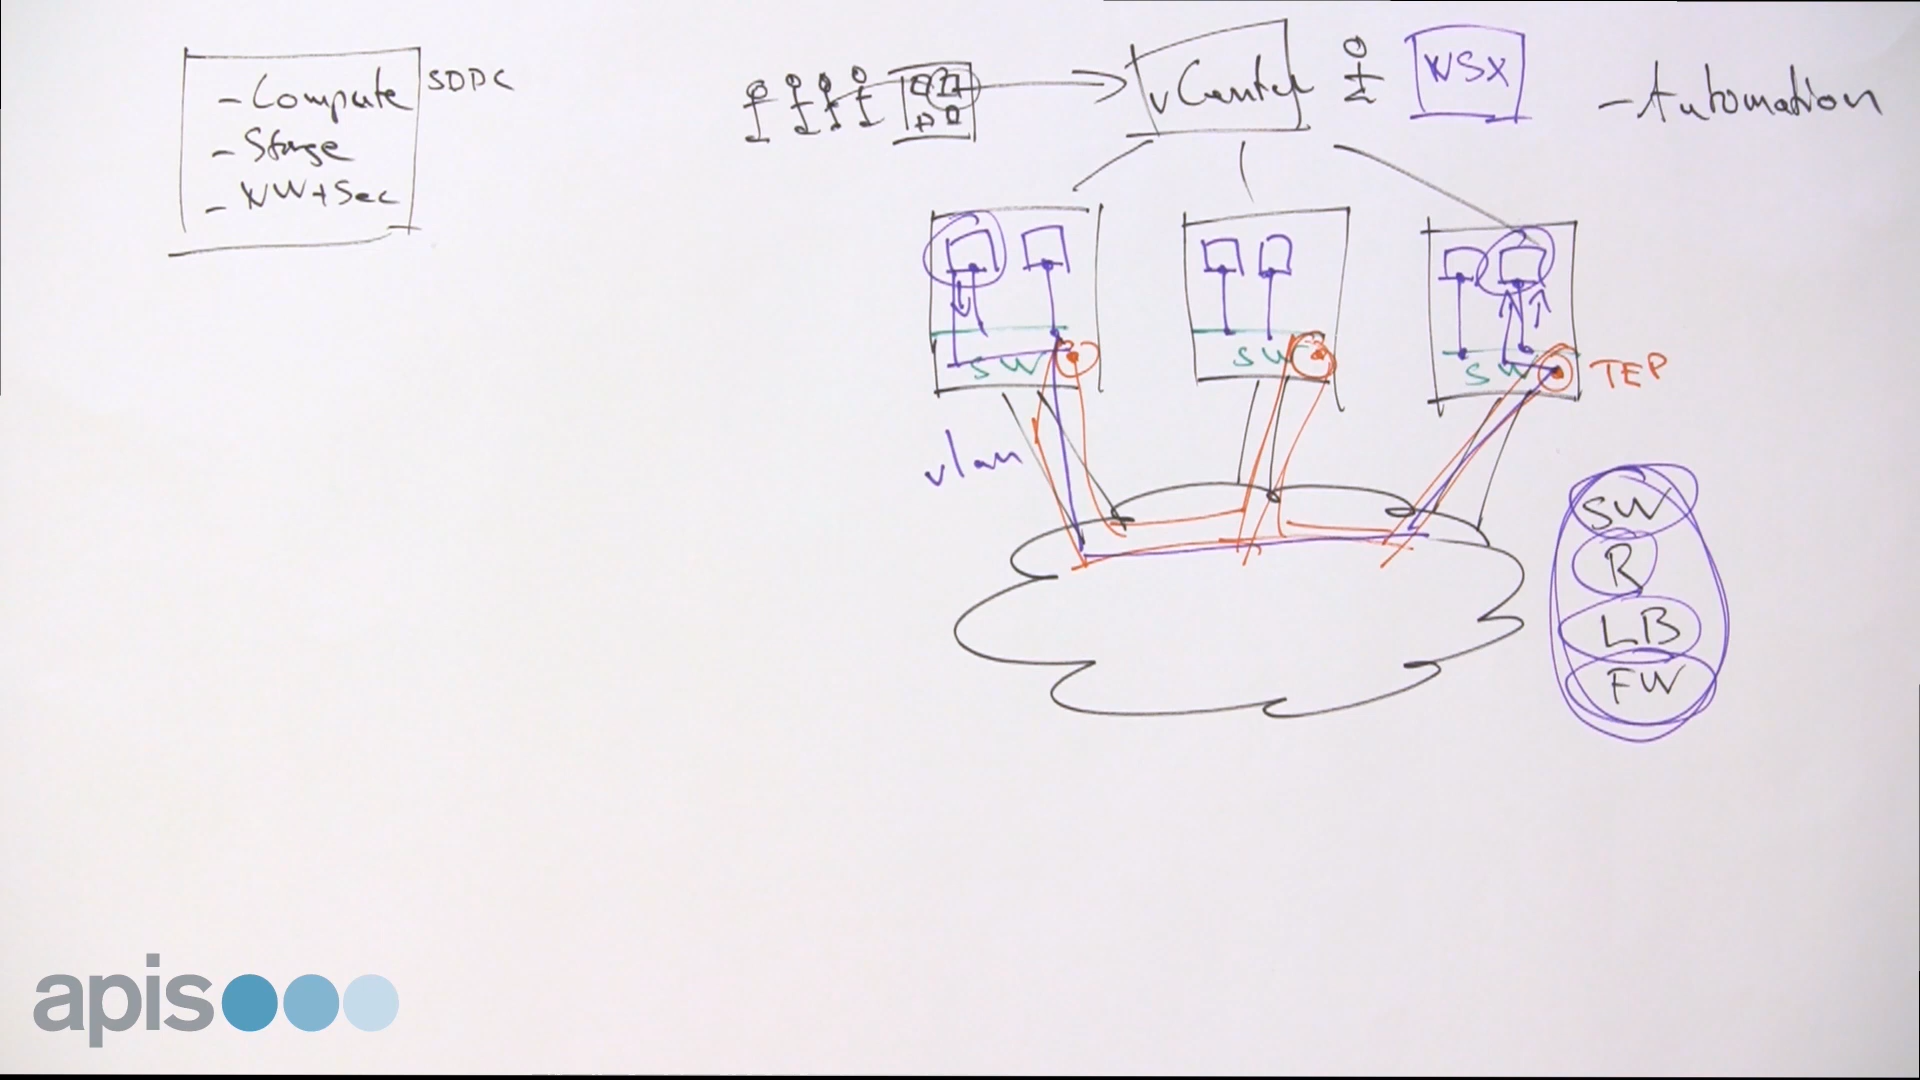 - Compute
- Storage
- NW+Sec
SDDC
vCenter
NSX
- Automation
SW
SW
SW
TEP
vlan
SW
R
LB
FW
apis